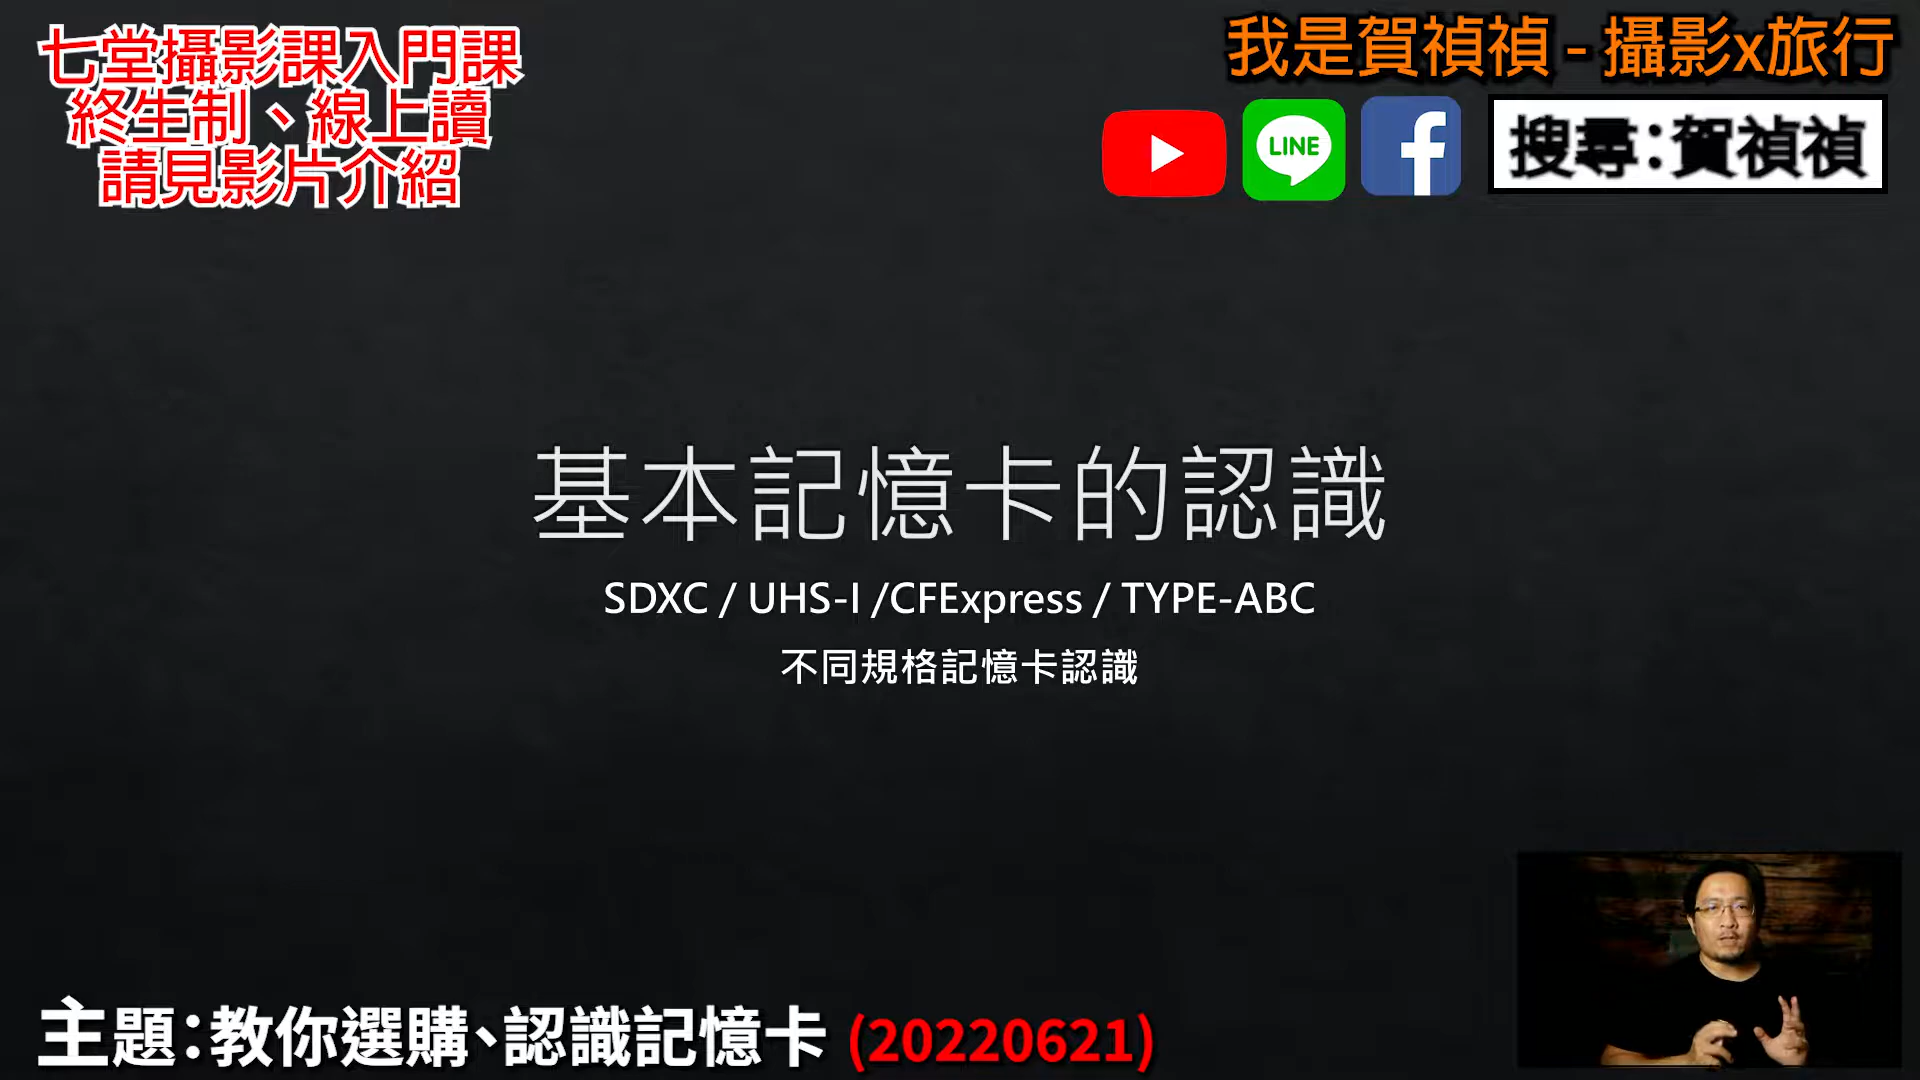 七堂攝影課入門課
終生制、線上讀
請見影片介紹
我是賀禎禎 - 攝影x旅行
LINE
搜尋:賀禎禎
基本記憶卡的認識
SDXC / UHS-I /CFExpress / TYPE-ABC
不同規格記憶卡認識
主題:教你選購、認識記憶卡 (20220621)